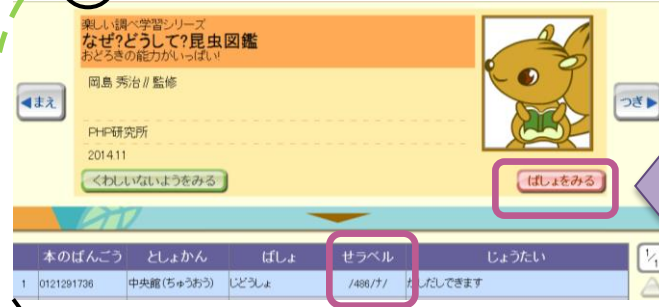 楽しい調べ学習シリーズ
なぜ?どうして?昆虫図鑑
おどろきの能力がいっぱい!
岡島 秀治∥監修
◀まえ
つぎ▶
PHP研究所
2014.11
くわしいないようをみる
ばしょをみる
本のばんごう としょかん ばしょ せラベル じょうたい
1/1
1 0121291736 中央館(ちゅうおう) じどうしょ /486/ナ/ かしだしできます